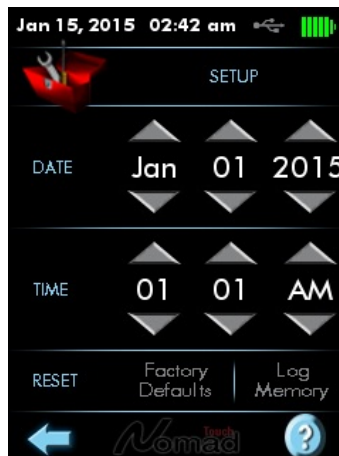 Jan 15, 2015 02:42 am
SETUP
DATE Jan 01 2015
TIME 01 01 AM
RESET Factory Defaults Log Memory
Nomad Touch
?